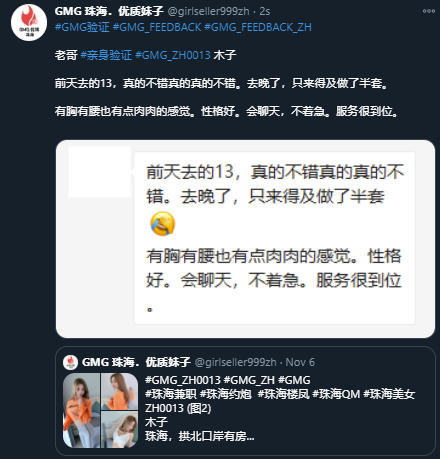 GMG 珠海．优质妹子 @girlseller999zh · 2s
#GMG验证 #GMG_FEEDBACK #GMG_FEEDBACK_ZH
老哥 #亲身验证 #GMG_ZH0013 木子
前天去的13，真的不错真的真的不错。去晚了，只来得及做了半套。
有胸有腰也有点肉肉的感觉。性格好。会聊天，不着急。服务很到位。
前天去的13，真的不错真的真的不
错。去晚了，只来得及做了半套
有胸有腰也有点肉肉的感觉。性格
好。会聊天，不着急。服务很到位
。
GMG 珠海．优质妹子 @girlseller999zh · Nov 6
#GMG_ZH0013 #GMG_ZH #GMG
#珠海兼职 #珠海约炮 #珠海楼凤 #珠海QM #珠海美女
ZH0013 (图2)
木子
珠海，拱北口岸有房...